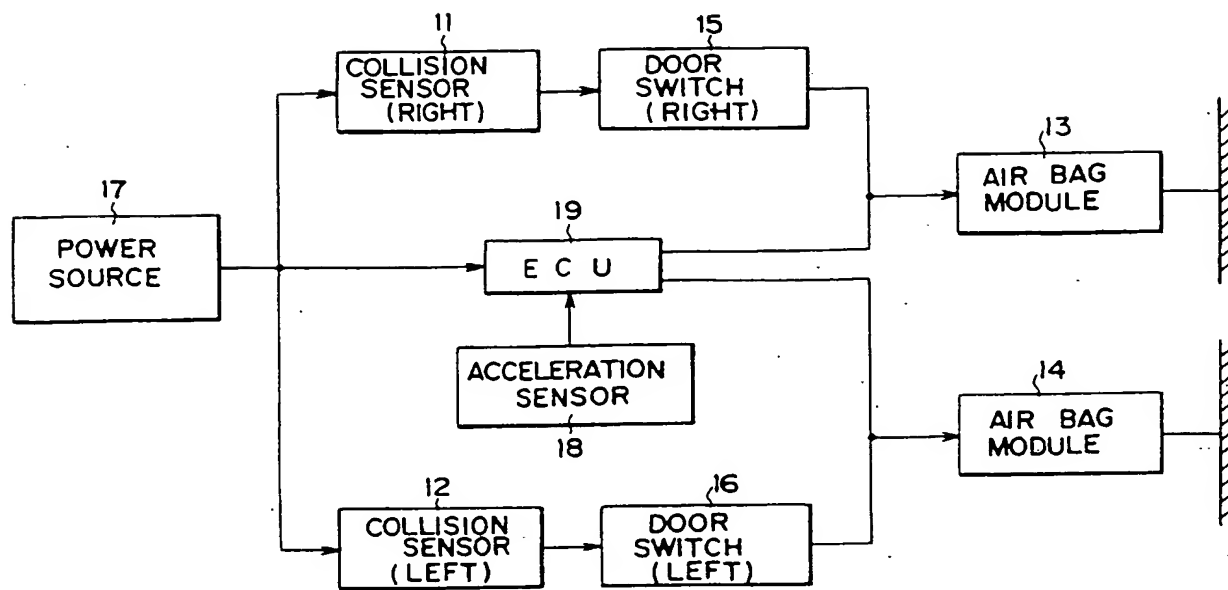 11
COLLISION
SENSOR
(RIGHT)
15
DOOR
SWITCH
(RIGHT)
13
AIR BAG
MODULE
17
POWER
SOURCE
19
ECU
ACCELERATION
SENSOR
18
14
AIR BAG
MODULE
12
COLLISION
SENSOR
(LEFT)
16
DOOR
SWITCH
(LEFT)